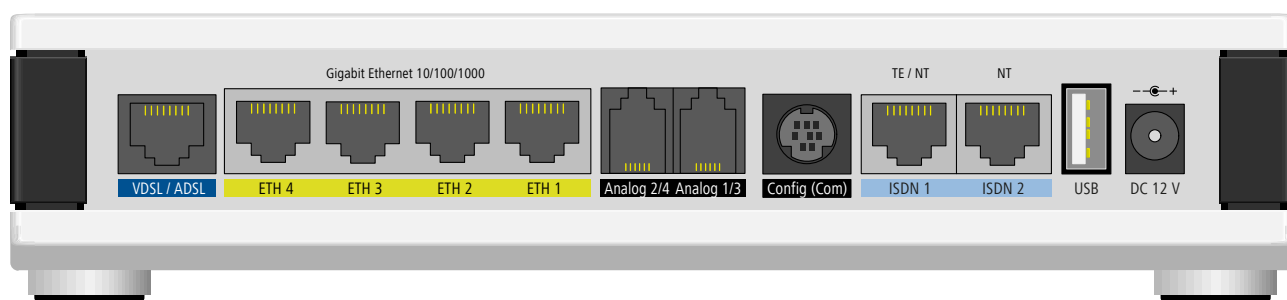 Gigabit Ethernet 10/100/1000
TE / NT
NT
VDSL / ADSL
ETH 4
ETH 3
ETH 2
ETH 1
Analog 2/4
Analog 1/3
Config (Com)
ISDN 1
ISDN 2
USB
DC 12 V